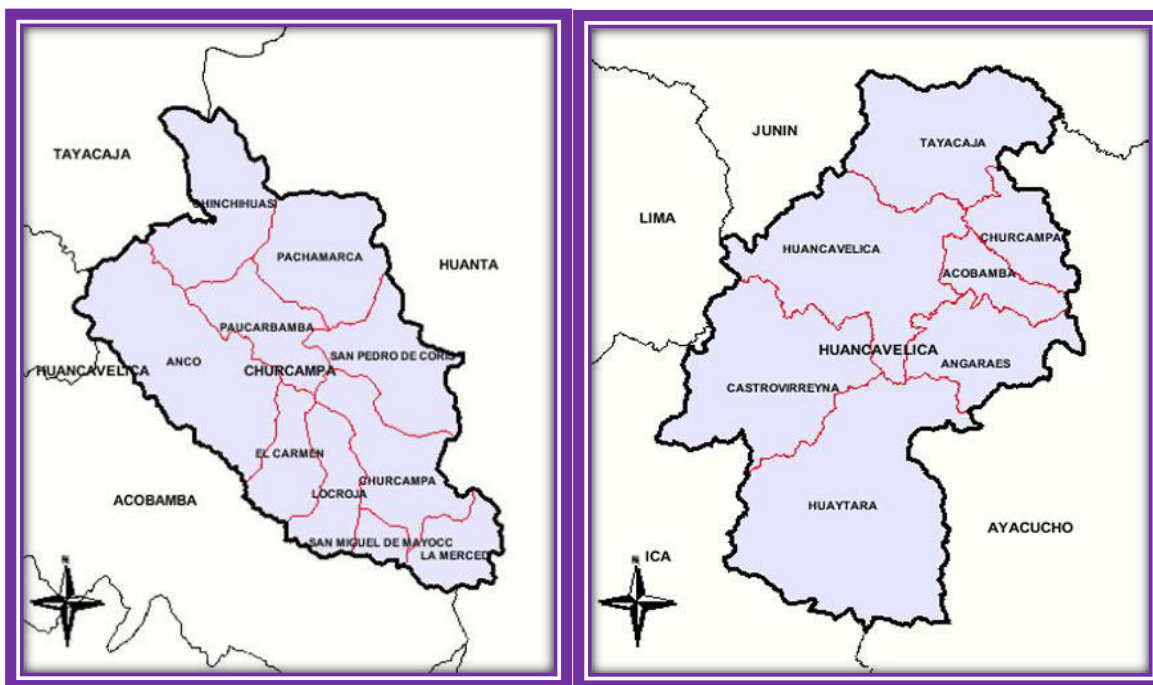 TAYACAJA
CHINCHIHUASI
PACHAMARCA
HUANTA
PAUCARBAMBA
SAN PEDRO DE CORIS
ANCO
HUANCAVELICA
CHURCAMPA
EL CARMEN
CHURCAMPA
LOCROJA
ACOBAMBA
SAN MIGUEL DE MAYOCC
LA MERCED
N
JUNIN
TAYACAJA
LIMA
CHURCAMPA
HUANCAVELICA
ACOBAMBA
HUANCAVELICA
ANGARAES
CASTROVIRREYNA
HUAYTARA
AYACUCHO
ICA
N